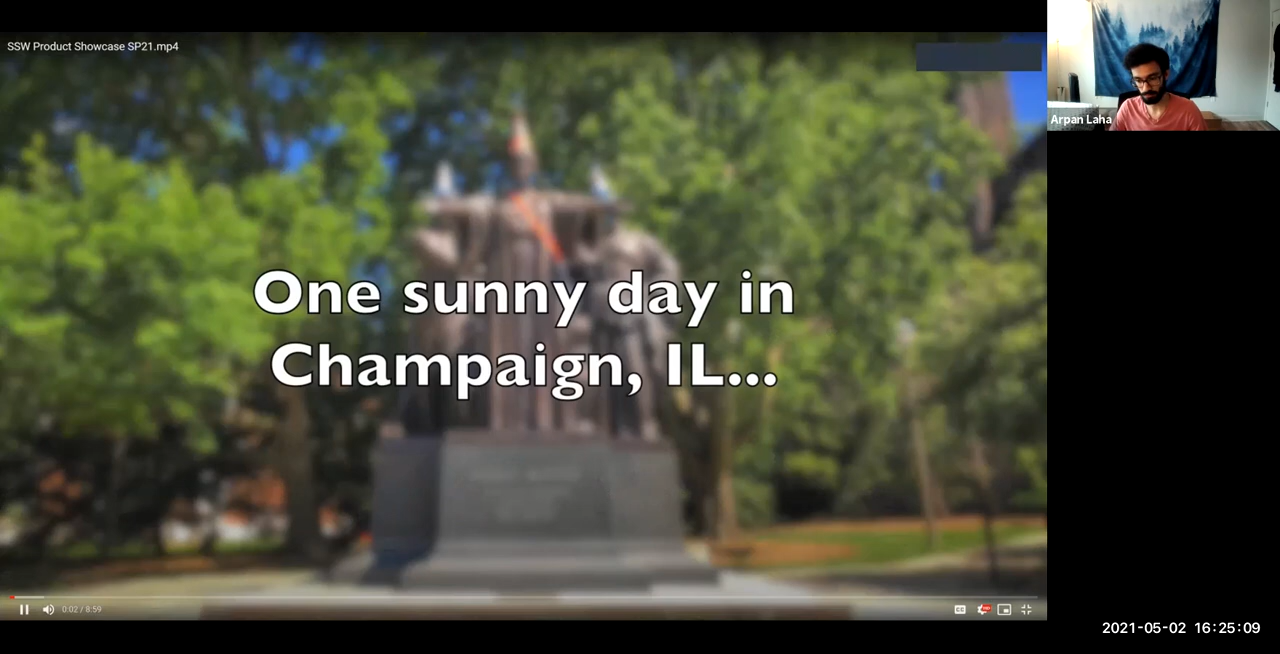 SSW Product Showcase SP21.mp4
Arpan Laha
One sunny day in
Champaign, IL...
0:02 / 8:59
2021-05-02 16:25:09